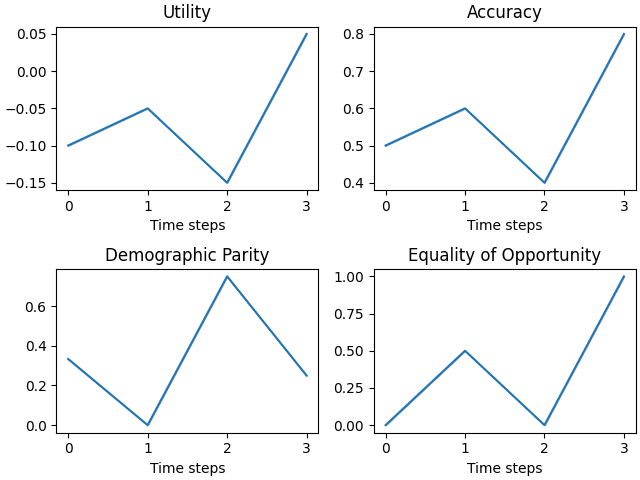 Utility
0.05
0.00
−0.05
−0.10
−0.15
0 1 2 3
Time steps
Accuracy
0.8
0.7
0.6
0.5
0.4
0 1 2 3
Time steps
Demographic Parity
0.6
0.4
0.2
0.0
0 1 2 3
Time steps
Equality of Opportunity
1.00
0.75
0.50
0.25
0.00
0 1 2 3
Time steps